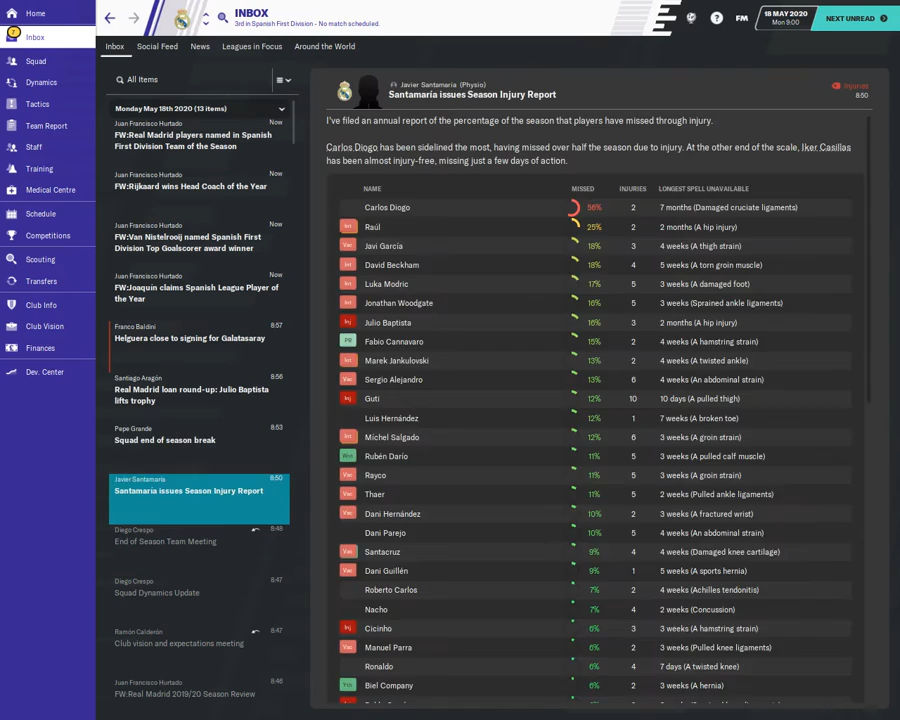 Home
Inbox
Squad
Dynamics
Tactics
Team Report
Staff
Training
Medical Centre
Schedule
Competitions
Scouting
Transfers
Club Info
Club Vision
Finances
Dev. Center
INBOX
3rd in Spanish First Division - No match scheduled.
FM
18 MAY 2020
Mon 9:00
NEXT UNREAD
Inbox Social Feed News Leagues in Focus Around the World
All Items
Monday May 18th 2020 (13 items)
Juan Francisco Hurtado Now
FW:Real Madrid players named in Spanish
First Division Team of the Season
Juan Francisco Hurtado Now
FW:Rijkaard wins Head Coach of the Year
Juan Francisco Hurtado Now
FW:Van Nistelrooij named Spanish First
Division Top Goalscorer award winner
Juan Francisco Hurtado Now
FW:Joaquín claims Spanish League Player of
the Year
Franco Baldini 8:57
Helguera close to signing for Galatasaray
Santiago Aragón 8:56
Real Madrid loan round-up: Julio Baptista
lifts trophy
Pepe Grande 8:53
Squad end of season break
Javier Santamaría 8:50
Santamaría issues Season Injury Report
Diego Crespo 8:48
End of Season Team Meeting
Diego Crespo 8:47
Squad Dynamics Update
Ramón Calderón 8:47
Club vision and expectations meeting
Juan Francisco Hurtado 8:46
FW:Real Madrid 2019/20 Season Review
Javier Santamaría (Physio)
Santamaría issues Season Injury Report
Injuries
8:50
I've filed an annual report of the percentage of the season that players have missed through injury.
Carlos Diogo has been sidelined the most, having missed over half the season due to injury. At the other end of the scale, Iker Casillas
has been almost injury-free, missing just a few days of action.
NAME MISSED INJURIES LONGEST SPELL UNAVAILABLE
Carlos Diogo 56% 2 7 months (Damaged cruciate ligaments)
Int Raúl 25% 2 2 months (A hip injury)
Vac Javi García 18% 3 4 weeks (A thigh strain)
Int David Beckham 18% 4 5 weeks (A torn groin muscle)
Int Luka Modric 17% 5 3 weeks (A damaged foot)
Int Jonathan Woodgate 16% 5 3 weeks (Sprained ankle ligaments)
Inj Julio Baptista 16% 3 2 months (A hip injury)
PR Fabio Cannavaro 15% 2 4 weeks (A hamstring strain)
Int Marek Jankulovski 13% 2 4 weeks (A twisted ankle)
Vac Sergio Alejandro 13% 6 4 weeks (An abdominal strain)
Inj Guti 12% 10 10 days (A pulled thigh)
Luis Hernández 12% 1 7 weeks (A broken toe)
Int Míchel Salgado 12% 6 3 weeks (A groin strain)
Wnt Rubén Darío 11% 5 3 weeks (A pulled calf muscle)
Vac Rayco 11% 5 3 weeks (A groin strain)
Vac Thaer 11% 5 2 weeks (Pulled ankle ligaments)
Vac Dani Hernández 10% 2 3 weeks (A fractured wrist)
Dani Parejo 10% 5 4 weeks (An abdominal strain)
Vac Santacruz 9% 4 4 weeks (Damaged knee cartilage)
Vac Dani Guillén 9% 1 5 weeks (A sports hernia)
Roberto Carlos 7% 2 4 weeks (Achilles tendonitis)
Nacho 7% 4 2 weeks (Concussion)
Inj Cicinho 6% 3 3 weeks (A hamstring strain)
Vac Manuel Parra 6% 2 3 weeks (Pulled knee ligaments)
Ronaldo 6% 4 7 days (A twisted knee)
Yth Biel Company 6% 2 3 weeks (A hernia)